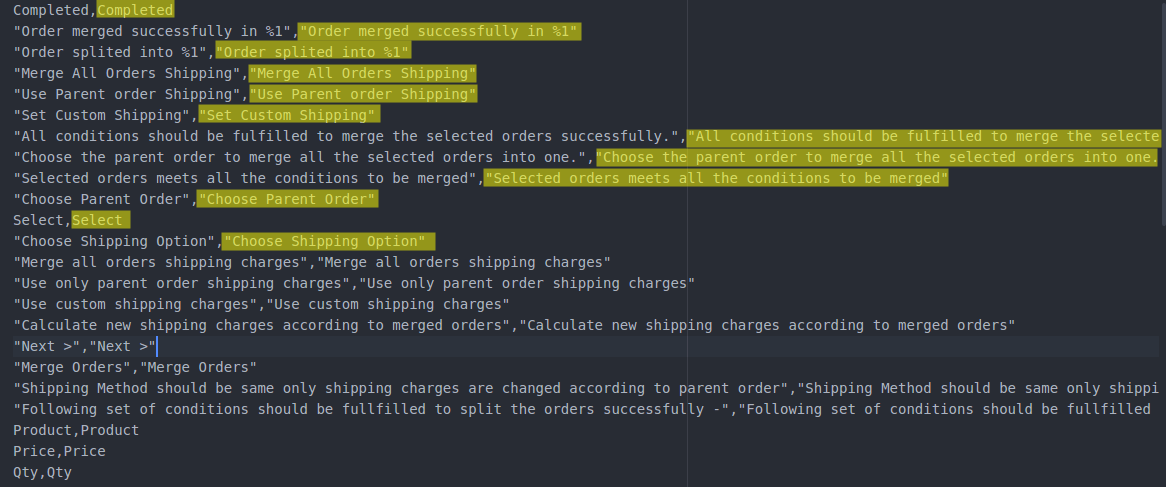 Completed,Completed
"Order merged successfully in %1","Order merged successfully in %1"
"Order splited into %1","Order splited into %1"
"Merge All Orders Shipping","Merge All Orders Shipping"
"Use Parent order Shipping","Use Parent order Shipping"
"Set Custom Shipping","Set Custom Shipping"
"All conditions should be fulfilled to merge the selected orders successfully.","All conditions should be fulfilled to merge the selecte
"Choose the parent order to merge all the selected orders into one.","Choose the parent order to merge all the selected orders into one.
"Selected orders meets all the conditions to be merged","Selected orders meets all the conditions to be merged"
"Choose Parent Order","Choose Parent Order"
Select,Select
"Choose Shipping Option","Choose Shipping Option"
"Merge all orders shipping charges","Merge all orders shipping charges"
"Use only parent order shipping charges","Use only parent order shipping charges"
"Use custom shipping charges","Use custom shipping charges"
"Calculate new shipping charges according to merged orders","Calculate new shipping charges according to merged orders"
"Next >","Next >"
"Merge Orders","Merge Orders"
"Shipping Method should be same only shipping charges are changed according to parent order","Shipping Method should be same only shippi
"Following set of conditions should be fullfilled to split the orders successfully -","Following set of conditions should be fullfilled
Product,Product
Price,Price
Qty,Qty